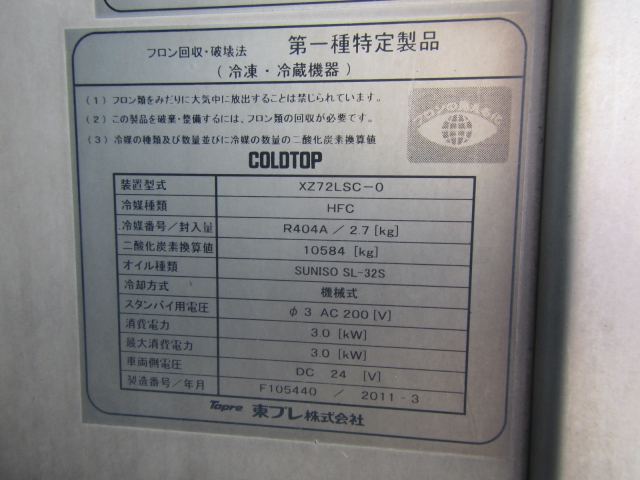 フロン回収・破壊法 第一種特定製品
(冷凍・冷蔵機器)
(1)フロン類をみだりに大気中に放出することは禁じられています。
(2)この製品を廃棄・整備するには、フロン類の回収が必要です。
(3)冷媒の種類及び数量並びに冷媒の数量の二酸化炭素換算値
フロンの見える化
COLDTOP
装置型式 XZ72LSC-0
冷媒種類 HFC
冷媒番号/封入量 R404A / 2.7 [kg]
二酸化炭素換算値 10584 [kg]
オイル種類 SUNISO SL-32S
冷却方式 機械式
スタンバイ用電圧 φ3 AC 200 [V]
消費電力 3.0 [kW]
最大消費電力 3.0 [kW]
車両側電圧 DC 24 [V]
製造番号/年月 F105440 / 2011-3
Topre 東プレ株式会社